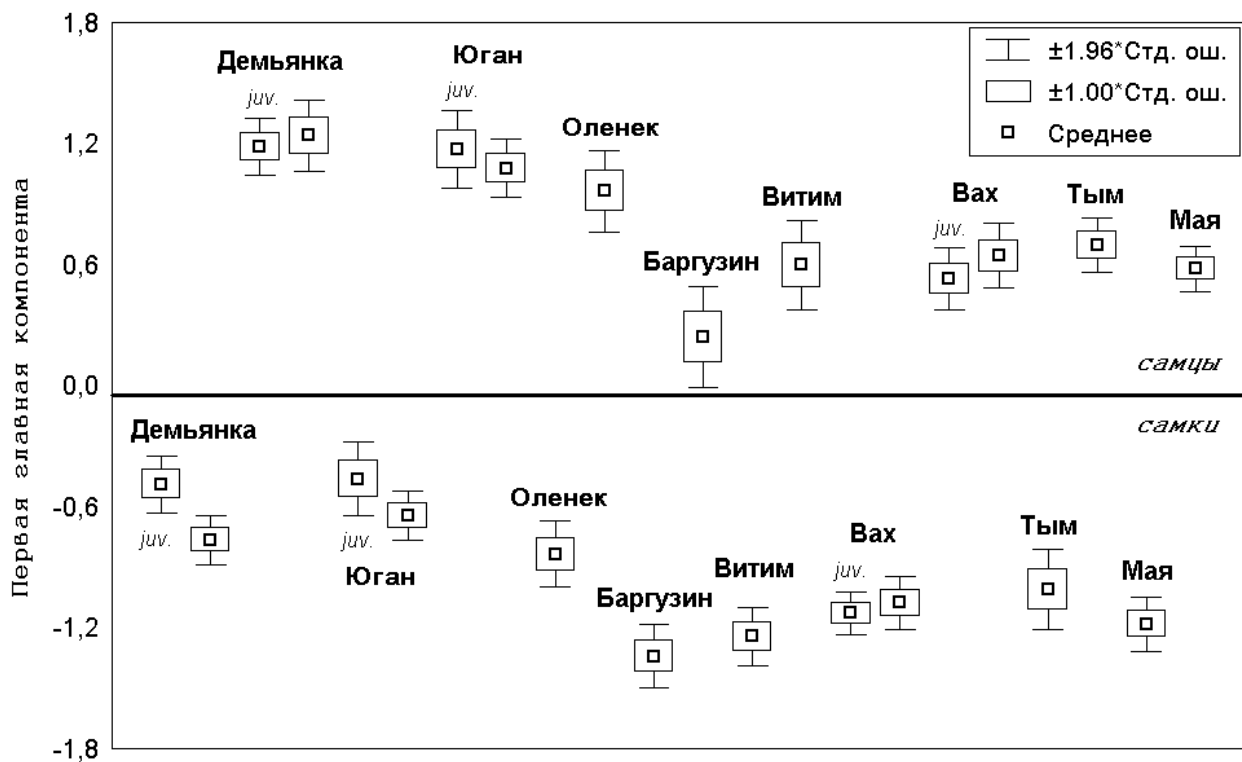 1,8
Демьянка
juv.
Юган
juv.
Оленек
Баргузин
Витим
Вах
juv.
Тым
Мая
±1.96*Стд. ош.
±1.00*Стд. ош.
Среднее
1,2
0,6
0,0
самцы
Первая главная компонента
самки
Демьянка
juv.
juv.
Юган
Оленек
Баргузин
Витим
Вах
juv.
Тым
Мая
-0,6
-1,2
-1,8